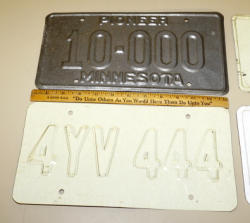 PIONEER
10-000
MINNESOTA
"Do Unto Others As You Would Have Them Do Unto You"
4YV 444